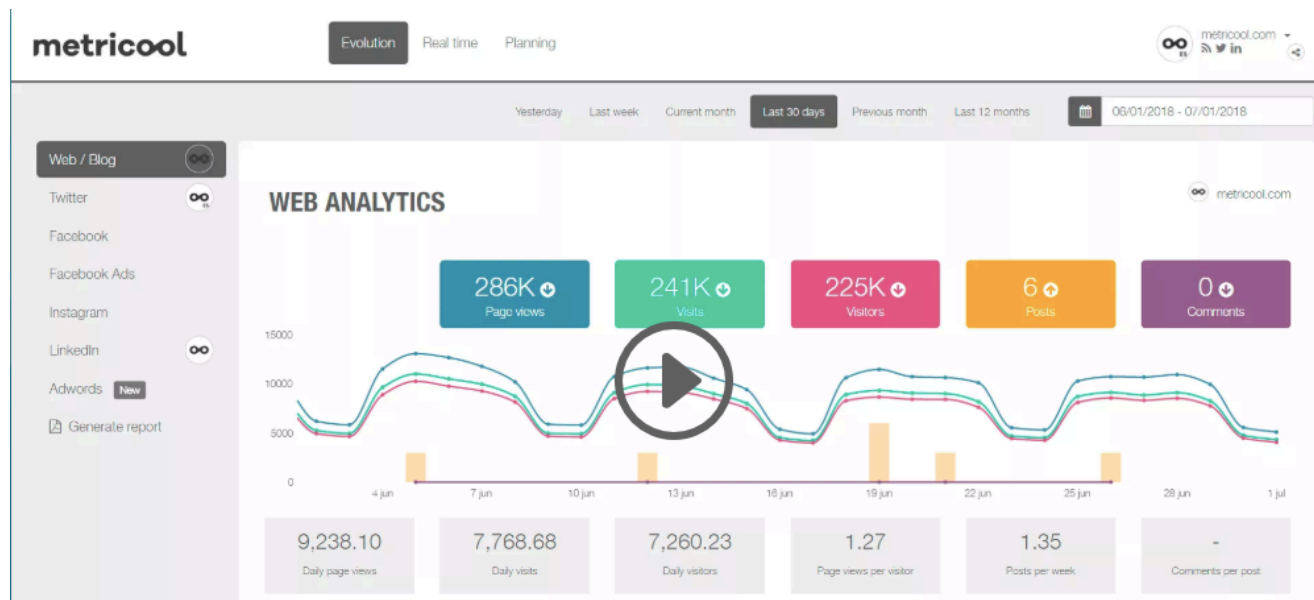 metricool
Evolution Real time Planning
metricool.com
Yesterday Last week Current month Last 30 days Previous month Last 12 months 06/01/2018 - 07/01/2018
Web / Blog
Twitter
Facebook
Facebook Ads
Instagram
LinkedIn
Adwords New
Generate report
WEB ANALYTICS
metricool.com
286K 241K 225K 6 0
Page views Visits Visitors Posts Comments
15000
10000
5000
0
4 jun 7 jun 10 jun 13 jun 16 jun 19 jun 22 jun 25 jun 28 jun 1 jul
9,238.10 7,768.68 7,260.23 1.27 1.35 -
Daily page views Daily visits Daily visitors Page views per visitor Posts per week Comments per post